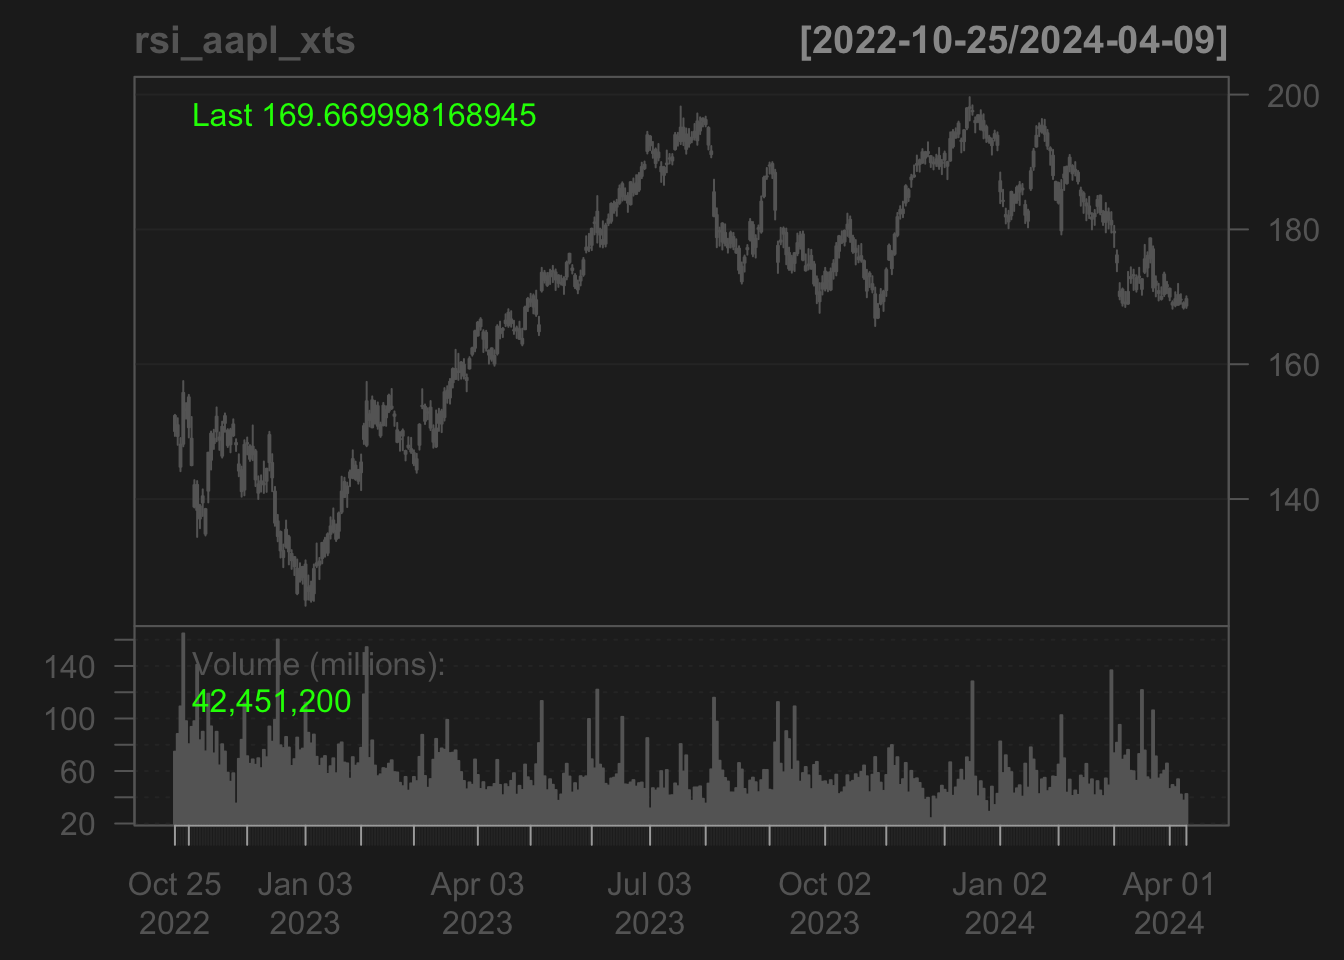 rsi_aapl_xts [2022-10-25/2024-04-09]
Last 169.669998168945
200
180
160
140
Volume (millions):
42,451,200
140
100
60
20
Oct 25 Jan 03 Apr 03 Jul 03 Oct 02 Jan 02 Apr 01
2022 2023 2023 2023 2023 2024 2024